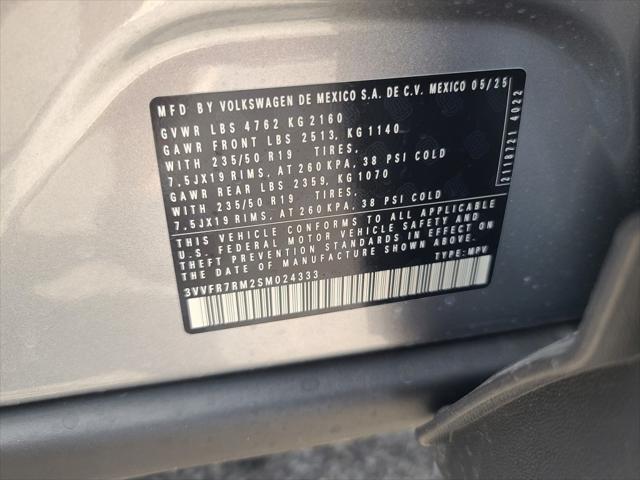 MFD BY VOLKSWAGEN DE MEXICO S.A. DE C.V. MEXICO 05/25
GVWR LBS 4762 KG 2160
GAWR FRONT LBS 2513, KG 1140
WITH 235/50 R19 TIRES,
7.5JX19 RIMS, AT 260 KPA, 38 PSI COLD
GAWR REAR LBS 2359, KG 1070
WITH 235/50 R19 TIRES,
7.5JX19 RIMS, AT 260 KPA, 38 PSI COLD
THIS VEHICLE CONFORMS TO ALL APPLICABLE
U.S. FEDERAL MOTOR VEHICLE SAFETY AND
THEFT PREVENTION STANDARDS IN EFFECT ON
THE DATE OF MANUFACTURE SHOWN ABOVE.
3VVFR7RM2SM024333 TYPE: MPV
2118721 4022